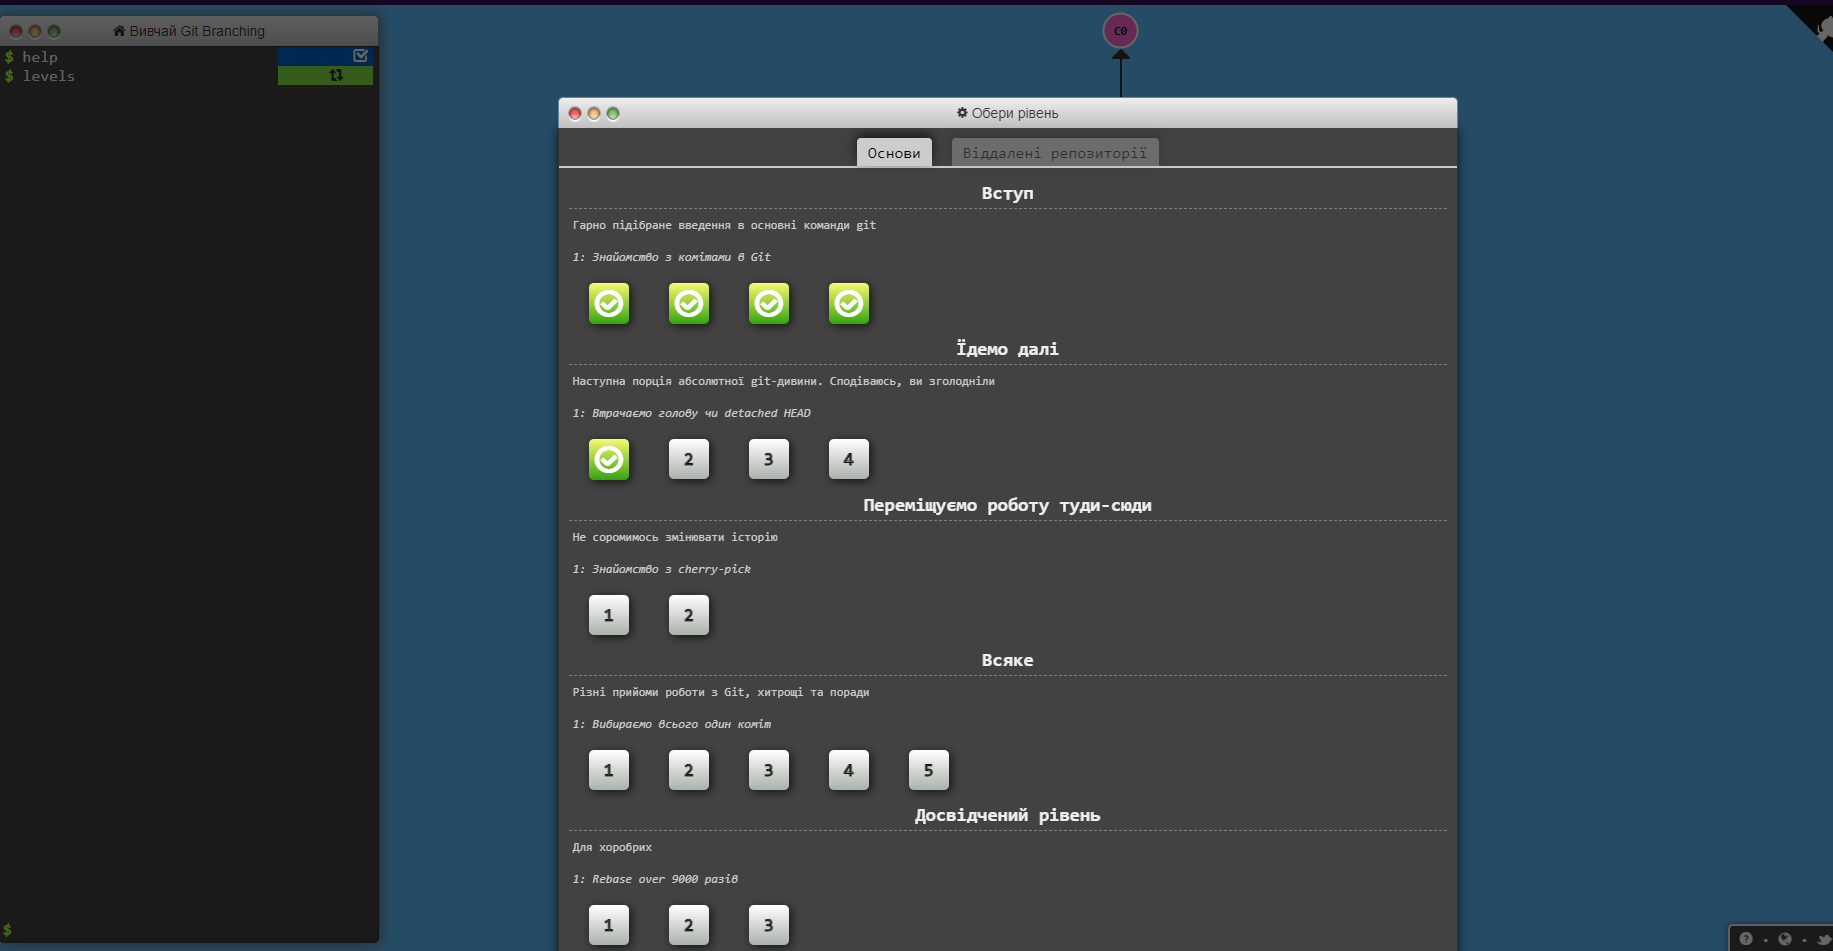 Вивчай Git Branching
$ help
$ levels
$
C0
Обери рівень
Основи
Віддалені репозиторії
Вступ
Гарно підібране введення в основні команди git
1: Знайомство з комітами в Git
Їдемо далі
Наступна порція абсолютної git-дивини. Сподіваюсь, ви зголодніли
1: Втрачаємо голову чи detached HEAD
2 3 4
Переміщуємо роботу туди-сюди
Не соромимось змінювати історію
1: Знайомство з cherry-pick
1 2
Всяке
Різні прийоми роботи з Git, хитрощі та поради
1: Вибираємо всього один коміт
1 2 3 4 5
Досвідчений рівень
Для хоробрих
1: Rebase over 9000 разів
1 2 3